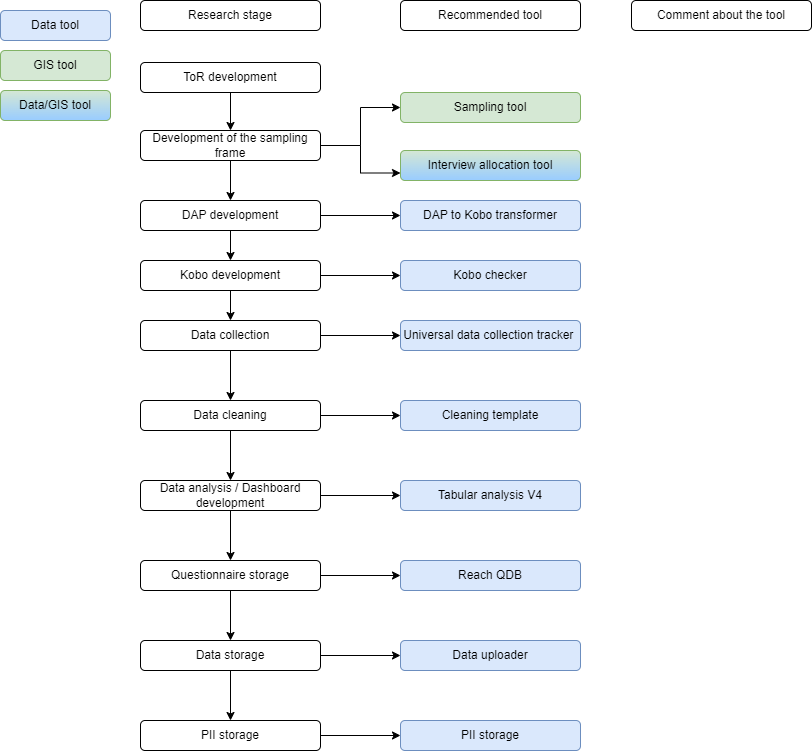 Research stage
Recommended tool
Comment about the tool
Data tool
GIS tool
Data/GIS tool
ToR development
Sampling tool
Development of the sampling
frame
Interview allocation tool
DAP development
DAP to Kobo transformer
Kobo development
Kobo checker
Data collection
Universal data collection tracker
Data cleaning
Cleaning template
Data analysis / Dashboard
development
Tabular analysis V4
Questionnaire storage
Reach QDB
Data storage
Data uploader
PII storage
PII storage